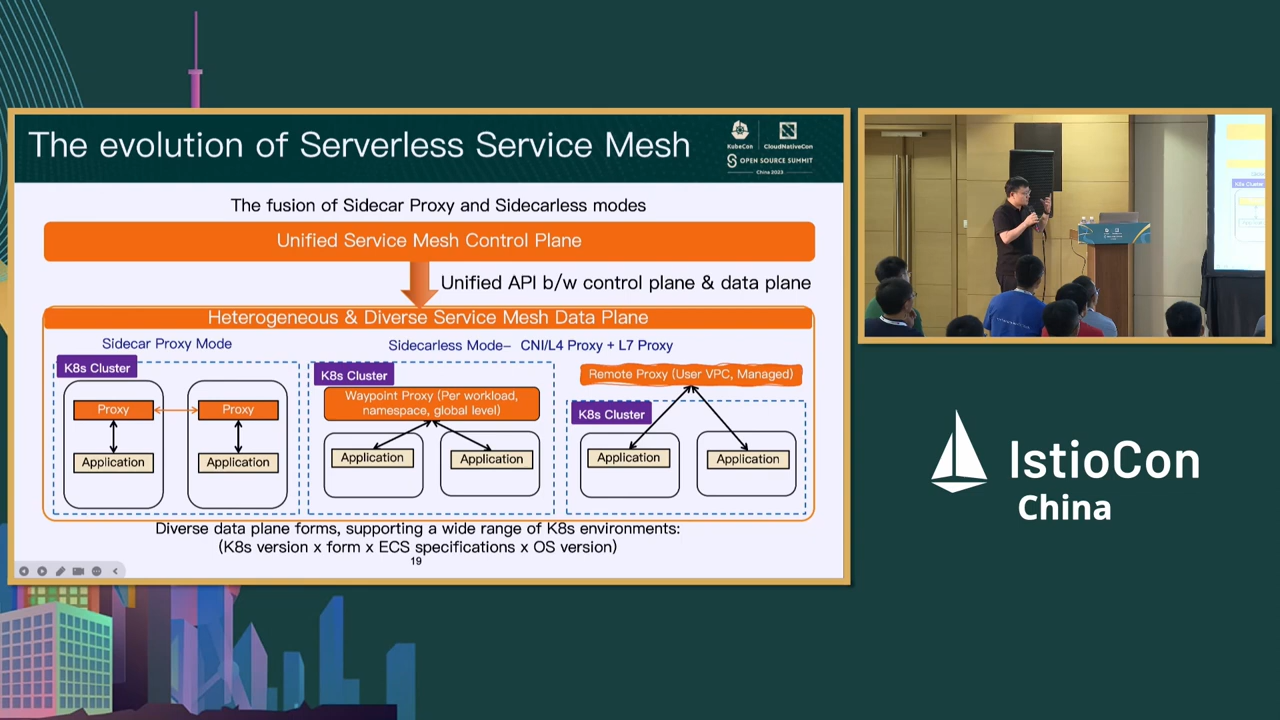 The evolution of Serverless Service Mesh
KubeCon
CloudNativeCon
OPEN SOURCE SUMMIT
China 2023
The fusion of Sidecar Proxy and Sidecarless modes
Unified Service Mesh Control Plane
Unified API b/w control plane & data plane
Heterogeneous & Diverse Service Mesh Data Plane
Sidecar Proxy Mode
Sidecarless Mode– CNI/L4 Proxy + L7 Proxy
K8s Cluster
Proxy
Proxy
Application
Application
K8s Cluster
Waypoint Proxy (Per workload,
namespace, global level)
Application
Application
Remote Proxy (User VPC, Managed)
K8s Cluster
Application
Application
Diverse data plane forms, supporting a wide range of K8s environments:
(K8s version x form x ECS specifications x OS version)
19
K8s Cluster
IstioCon
China